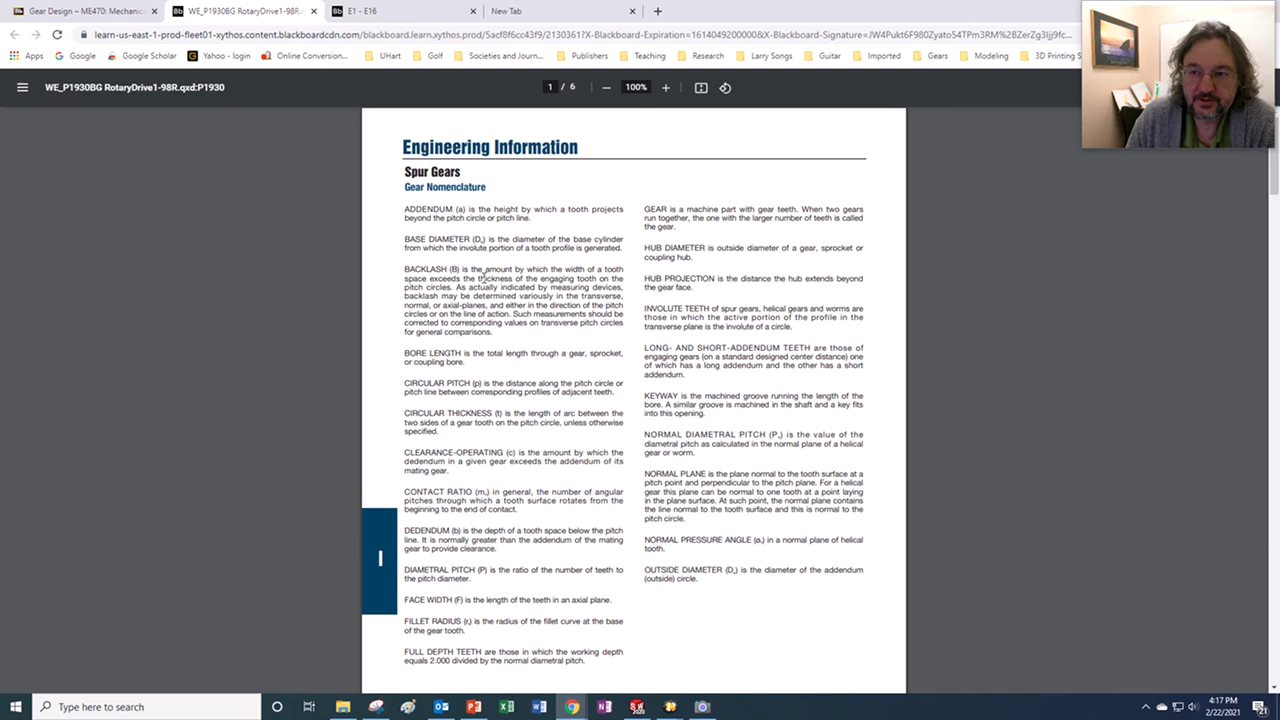 Gear Design – ME470: Mechanic
WE_P1930BG RotaryDrive1-98R.
E1 - E16
New Tab
learn-us-east-1-prod-fleet01-xythos.content.blackboardcdn.com/blackboard.learn.xythos.prod/5acf8f6cc43f9/2130361?X-Blackboard-Expiration=1614049200000&X-Blackboard-Signature=JW4Pukt6F980Zyato54TPm3RM%2BZerZg3Ijj9fc...
Apps
Google
Google Scholar
Yahoo - login
Online Conversion...
UHart
Golf
Societies and Journ...
Publishers
Teaching
Research
Larry Songs
Guitar
Imported
Gears
Modeling
3D Printing S
WE_P1930BG RotaryDrive1-98R.qxd:P1930
1 / 6
100%
Engineering Information
Spur Gears
Gear Nomenclature
ADDENDUM (a) is the height by which a tooth projects
beyond the pitch circle or pitch line.
BASE DIAMETER (Db) is the diameter of the base cylinder
from which the involute portion of a tooth profile is generated.
BACKLASH (B) is the amount by which the width of a tooth
space exceeds the thickness of the engaging tooth on the
pitch circles. As actually indicated by measuring devices,
backlash may be determined variously in the transverse,
normal, or axial-planes, and either in the direction of the pitch
circles or on the line of action. Such measurements should be
corrected to corresponding values on transverse pitch circles
for general comparisons.
BORE LENGTH is the total length through a gear, sprocket,
or coupling bore.
CIRCULAR PITCH (p) is the distance along the pitch circle or
pitch line between corresponding profiles of adjacent teeth.
CIRCULAR THICKNESS (t) is the length of arc between the
two sides of a gear tooth on the pitch circle, unless otherwise
specified.
CLEARANCE-OPERATING (c) is the amount by which the
dedendum in a given gear exceeds the addendum of its
mating gear.
CONTACT RATIO (mc) in general, the number of angular
pitches through which a tooth surface rotates from the
beginning to the end of contact.
DEDENDUM (b) is the depth of a tooth space below the pitch
line. It is normally greater than the addendum of the mating
gear to provide clearance.
DIAMETRAL PITCH (P) is the ratio of the number of teeth to
the pitch diameter.
FACE WIDTH (F) is the length of the teeth in an axial plane.
FILLET RADIUS (rf) is the radius of the fillet curve at the base
of the gear tooth.
FULL DEPTH TEETH are those in which the working depth
equals 2.000 divided by the normal diametral pitch.
GEAR is a machine part with gear teeth. When two gears
run together, the one with the larger number of teeth is called
the gear.
HUB DIAMETER is outside diameter of a gear, sprocket or
coupling hub.
HUB PROJECTION is the distance the hub extends beyond
the gear face.
INVOLUTE TEETH of spur gears, helical gears and worms are
those in which the active portion of the profile in the
transverse plane is the involute of a circle.
LONG- AND SHORT-ADDENDUM TEETH are those of
engaging gears (on a standard designed center distance) one
of which has a long addendum and the other has a short
addendum.
KEYWAY is the machined groove running the length of the
bore. A similar groove is machined in the shaft and a key fits
into this opening.
NORMAL DIAMETRAL PITCH (Pn) is the value of the
diametral pitch as calculated in the normal plane of a helical
gear or worm.
NORMAL PLANE is the plane normal to the tooth surface at a
pitch point and perpendicular to the pitch plane. For a helical
gear this plane can be normal to one tooth at a point laying
in the plane surface. At such point, the normal plane contains
the line normal to the tooth surface and this is normal to the
pitch circle.
NORMAL PRESSURE ANGLE (øn) in a normal plane of helical
tooth.
OUTSIDE DIAMETER (Do) is the diameter of the addendum
(outside) circle.
I
Type here to search
4:17 PM
2/22/2021
21